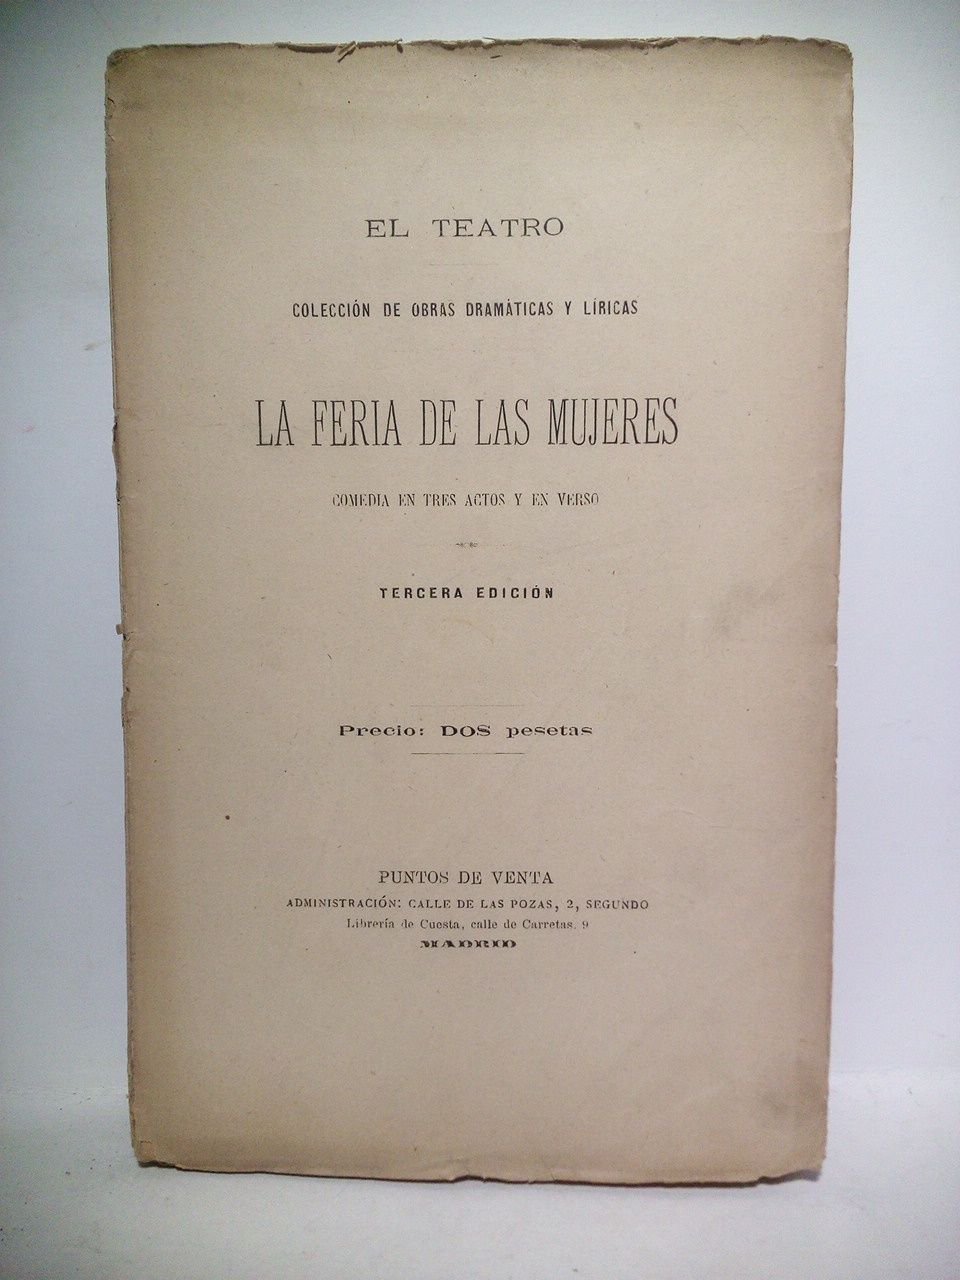 EL TEATRO
COLECCIÓN DE OBRAS DRAMÁTICAS Y LÍRICAS
LA FERIA DE LAS MUJERES
COMEDIA EN TRES ACTOS Y EN VERSO
TERCERA EDICIÓN
Precio: DOS pesetas
PUNTOS DE VENTA
ADMINISTRACIÓN: CALLE DE LAS POZAS, 2, SEGUNDO
Librería de Cuesta, calle de Carretas. 9
MADRID